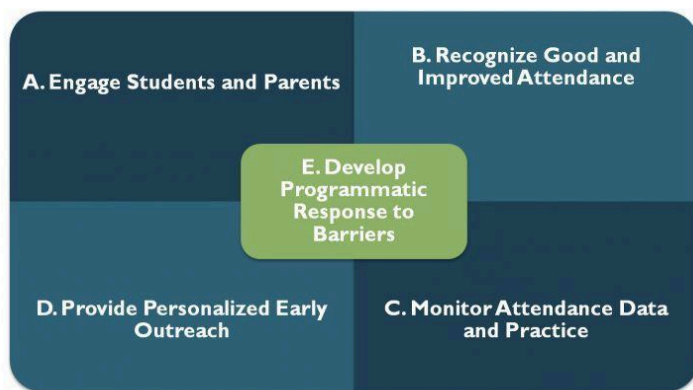 A. Engage Students and Parents
B. Recognize Good and
Improved Attendance
E. Develop
Programmatic
Response to
Barriers
D. Provide Personalized Early
Outreach
C. Monitor Attendance Data
and Practice